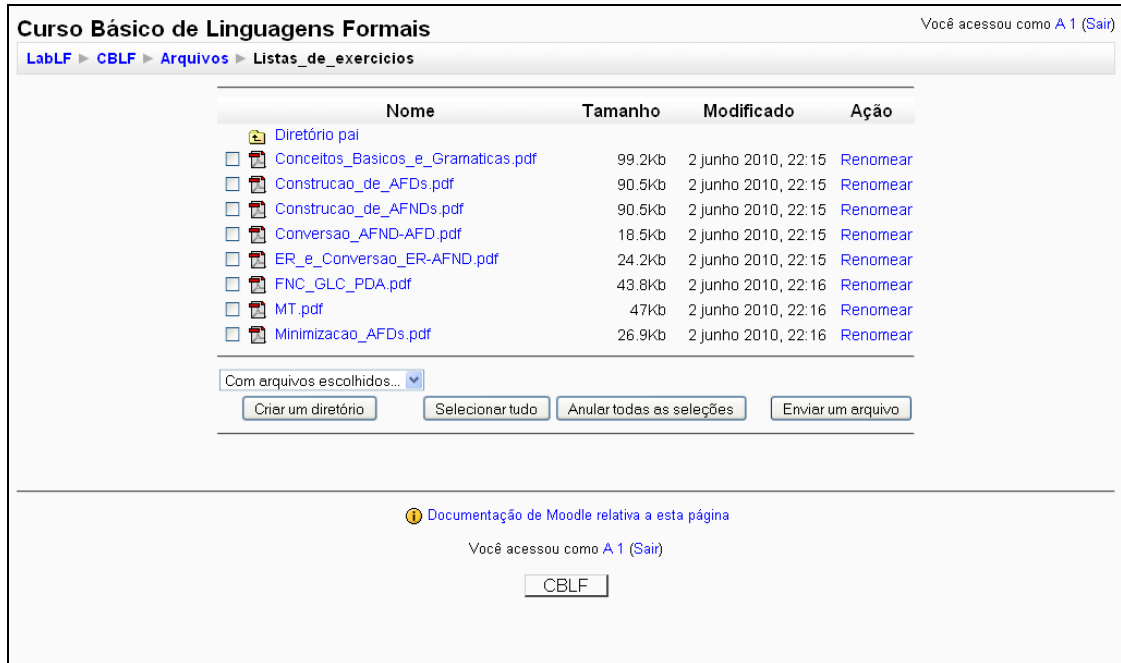 Curso Básico de Linguagens Formais
Você acessou como A 1 (Sair)
LabLF ► CBLF ► Arquivos ► Listas_de_exercicios
Nome Tamanho Modificado Ação
Diretório pai
Conceitos_Basicos_e_Gramaticas.pdf 99.2Kb 2 junho 2010, 22:15 Renomear
Construcao_de_AFDs.pdf 90.5Kb 2 junho 2010, 22:15 Renomear
Construcao_de_AFNDs.pdf 90.5Kb 2 junho 2010, 22:15 Renomear
Conversao_AFND-AFD.pdf 18.5Kb 2 junho 2010, 22:15 Renomear
ER_e_Conversao_ER-AFND.pdf 24.2Kb 2 junho 2010, 22:15 Renomear
FNC_GLC_PDA.pdf 43.8Kb 2 junho 2010, 22:16 Renomear
MT.pdf 47Kb 2 junho 2010, 22:16 Renomear
Minimizacao_AFDs.pdf 26.9Kb 2 junho 2010, 22:16 Renomear
Com arquivos escolhidos...
Criar um diretório Selecionar tudo Anular todas as seleções Enviar um arquivo
Documentação de Moodle relativa a esta página
Você acessou como A 1 (Sair)
CBLF